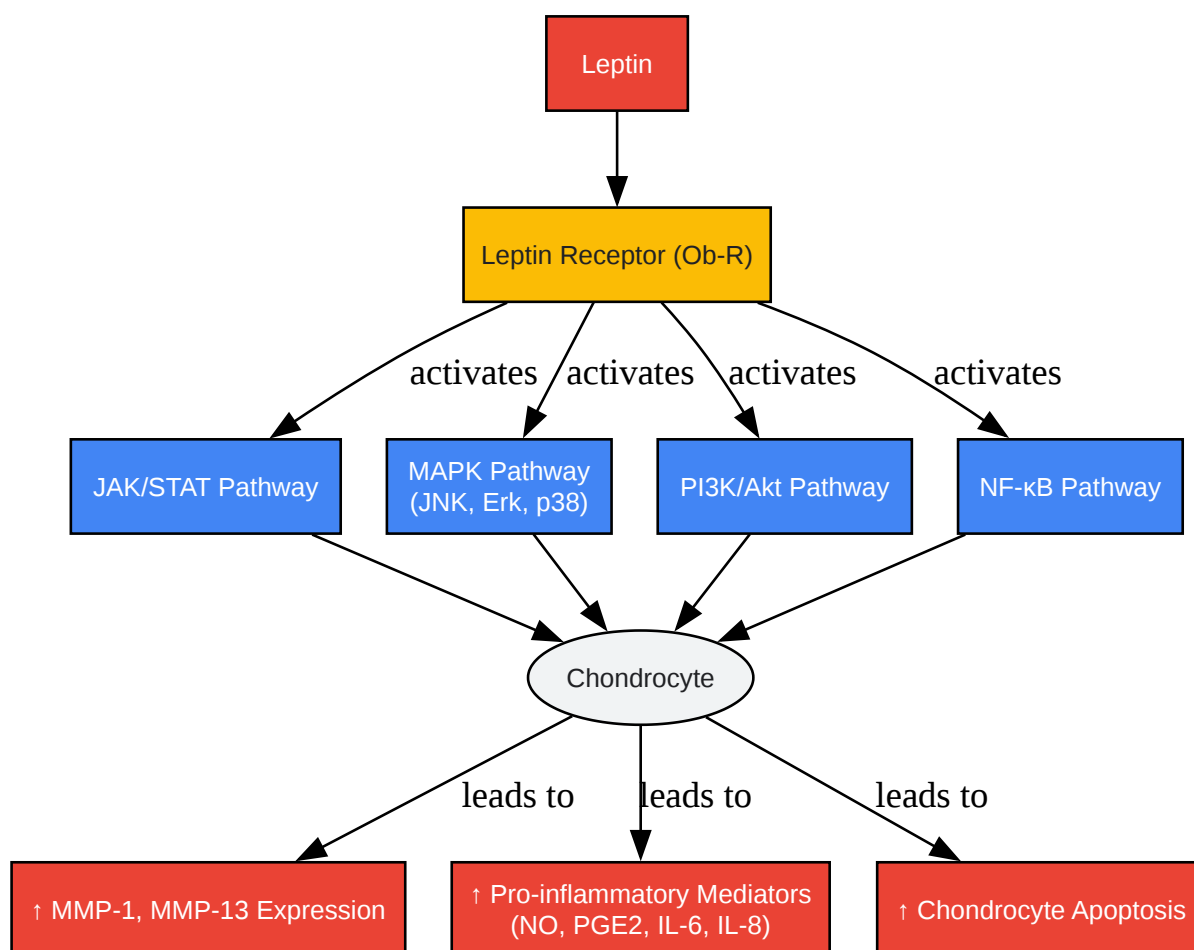 Leptin
Leptin Receptor (Ob-R)
activates
activates
activates
activates
JAK/STAT Pathway
MAPK Pathway
(JNK, Erk, p38)
PI3K/Akt Pathway
NF-κB Pathway
Chondrocyte
leads to
leads to
leads to
↑ MMP-1, MMP-13 Expression
↑ Pro-inflammatory Mediators
(NO, PGE2, IL-6, IL-8)
↑ Chondrocyte Apoptosis